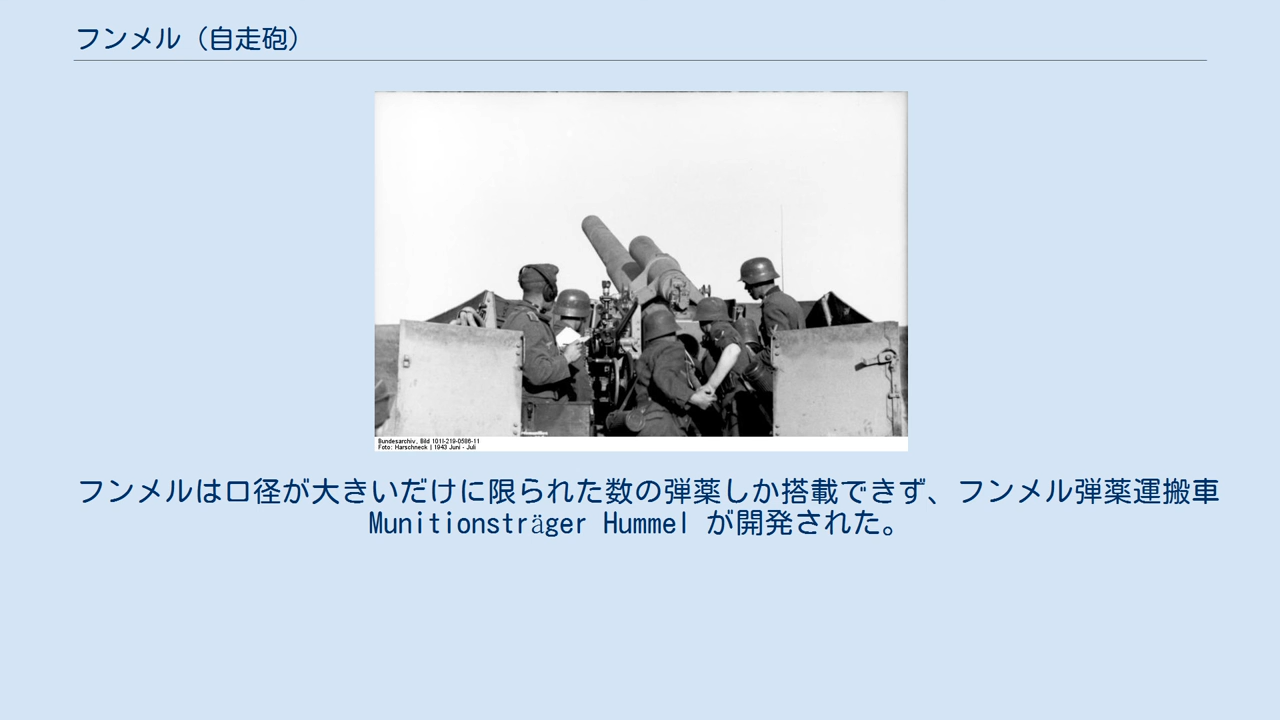 フンメル（自走砲）
Bundesarchiv, Bild 101I-219-0586-11
Foto: Harschneck | 1943 Juni - Juli
フンメルは口径が大きいだけに限られた数の弾薬しか搭載できず、フンメル弾薬運搬車
Munitionsträger Hummel が開発された。